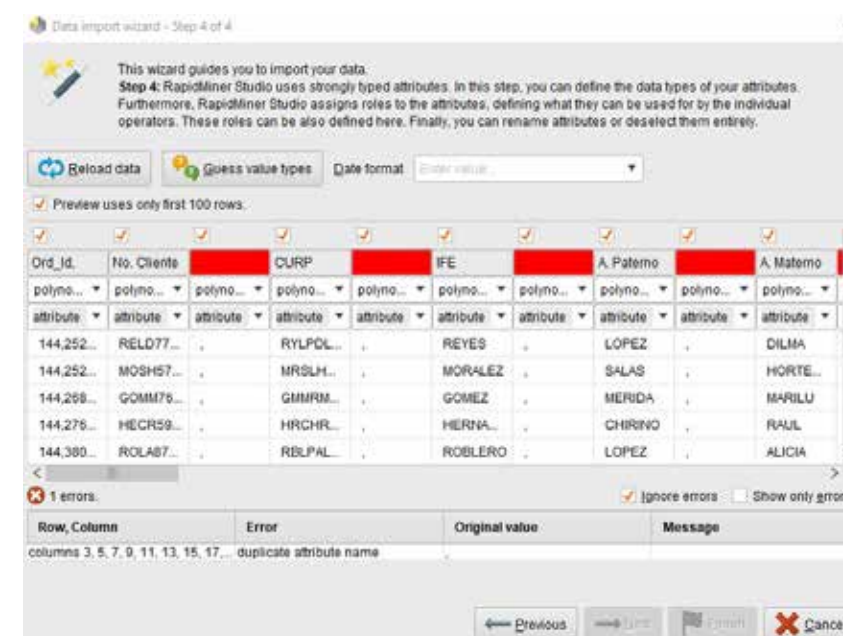 Data import wizard - Step 4 of 4
This wizard guides you to import your data.
Step 4: RapidMiner Studio uses strongly typed attributes. In this step, you can define the data types of your attributes.
Furthermore, RapidMiner Studio assigns roles to the attributes, defining what they can be used for by the individual
operators. These roles can be also defined here. Finally, you can rename attributes or deselect them entirely.
Reload data Guess value types Date format Enter value...
Preview uses only first 100 rows.
Ord_Id, No. Cliente CURP IFE A. Paterno A. Materno
polyno... polyno... polyno... polyno... polyno... polyno... polyno... polyno... polyno... polyno...
attribute attribute attribute attribute attribute attribute attribute attribute attribute attribute
144,252... RELD77... , RYLPDL... , REYES , LOPEZ , DILMA
144,252... MOSH57... , MRSLH... , MORALEZ , SALAS , HORTE...
144,268... GOMM76... , GMMRM... , GOMEZ , MERIDA , MARILU
144,276... HECR59... , HRCHR... , HERNA... , CHIRINO , RAUL
144,380... ROLA87... , RBLPAL... , ROBLERO , LOPEZ , ALICIA
1 errors. Ignore errors Show only error
Row, Column Error Original value Message
columns 3, 5, 7, 9, 11, 13, 15, 17,... duplicate attribute name ,
Previous Next Finish Cance